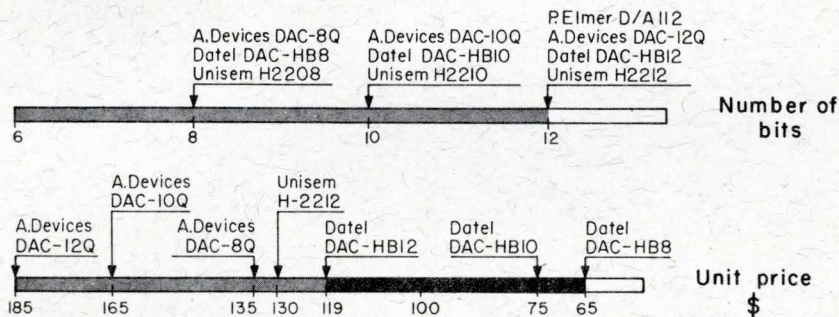 A.Devices DAC-8Q
Datel DAC-HB8
Unisem H2208
A.Devices DAC-10Q
Datel DAC-HB10
Unisem H2210
P.Elmer D/A112
A.Devices DAC-12Q
Datel DAC-HB12
Unisem H2212
Number of
bits
6
8
10
12
A.Devices
DAC-12Q
A.Devices
DAC-10Q
A.Devices
DAC-8Q
Unisem
H-2212
Datel
DAC-HB12
Datel
DAC-HB10
Datel
DAC-HB8
Unit price
$
185
165
135
130
119
100
75
65